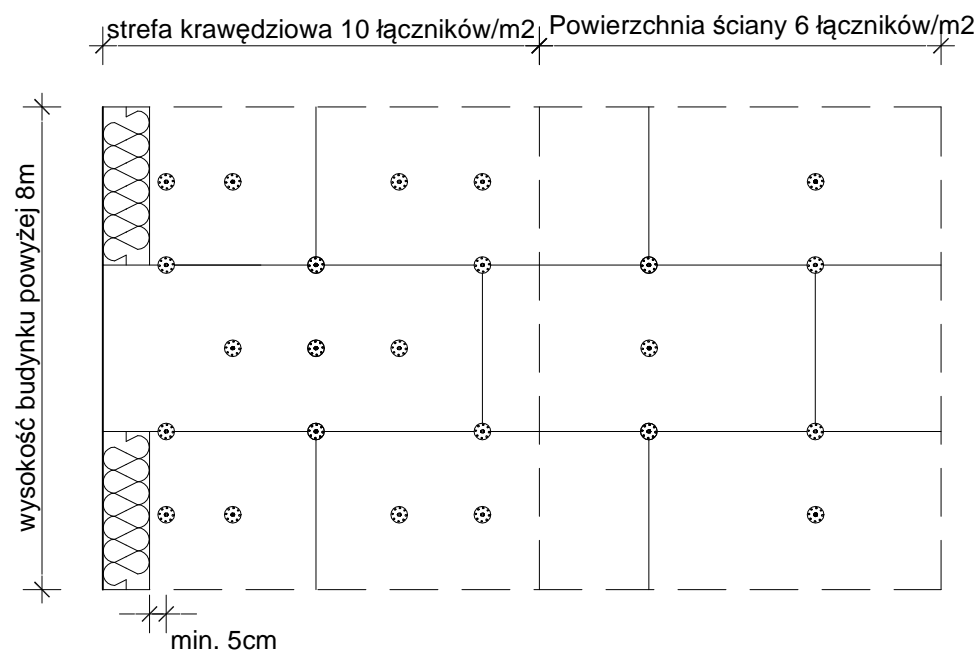 strefa krawędziowa 10 łączników/m2
Powierzchnia ściany 6 łączników/m2
wysokość budynku powyżej 8m
min. 5cm